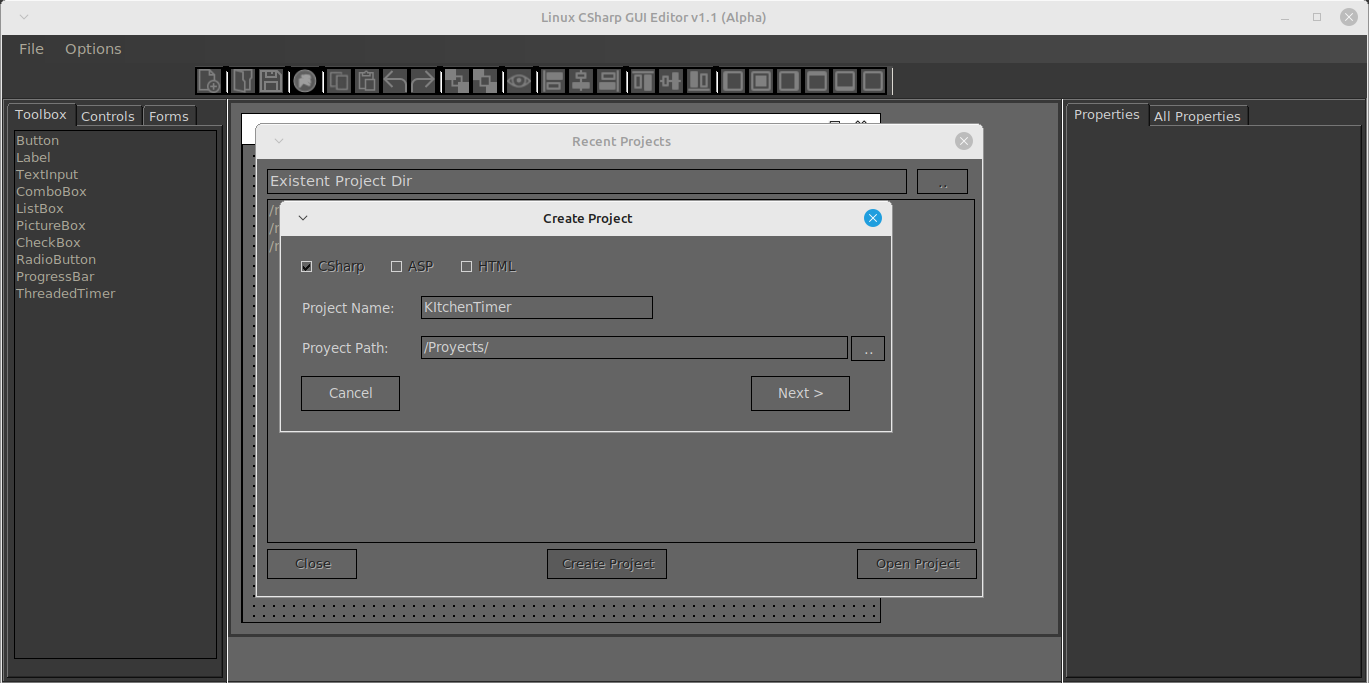 Linux CSharp GUI Editor v1.1 (Alpha)
File Options
Toolbox Controls Forms
Button
Label
TextInput
ComboBox
ListBox
PictureBox
CheckBox
RadioButton
ProgressBar
ThreadedTimer
Recent Projects
Existent Project Dir ..
Create Project
CSharp ASP HTML
Project Name: KItchenTimer
Proyect Path: /Proyects/ ..
Cancel Next >
Close Create Project Open Project
Properties All Properties